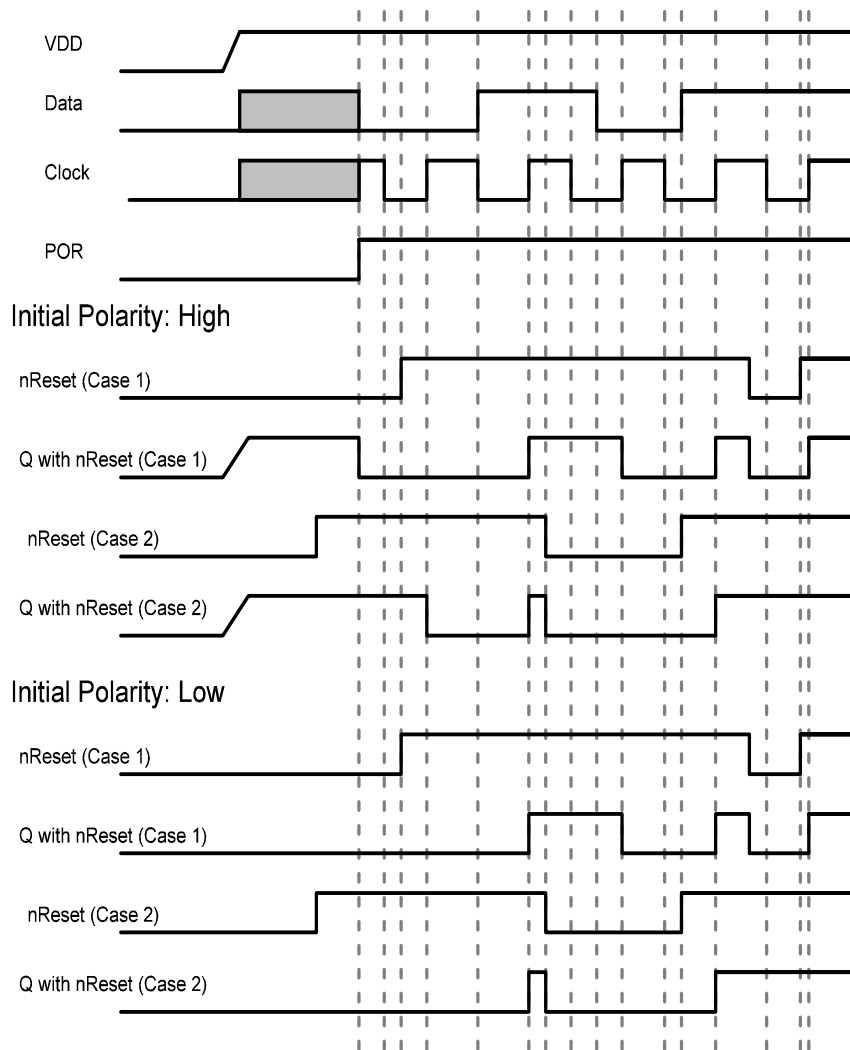 VDD
Data
Clock
POR
Initial Polarity: High
nReset (Case 1)
Q with nReset (Case 1)
nReset (Case 2)
Q with nReset (Case 2)
Initial Polarity: Low
nReset (Case 1)
Q with nReset (Case 1)
nReset (Case 2)
Q with nReset (Case 2)